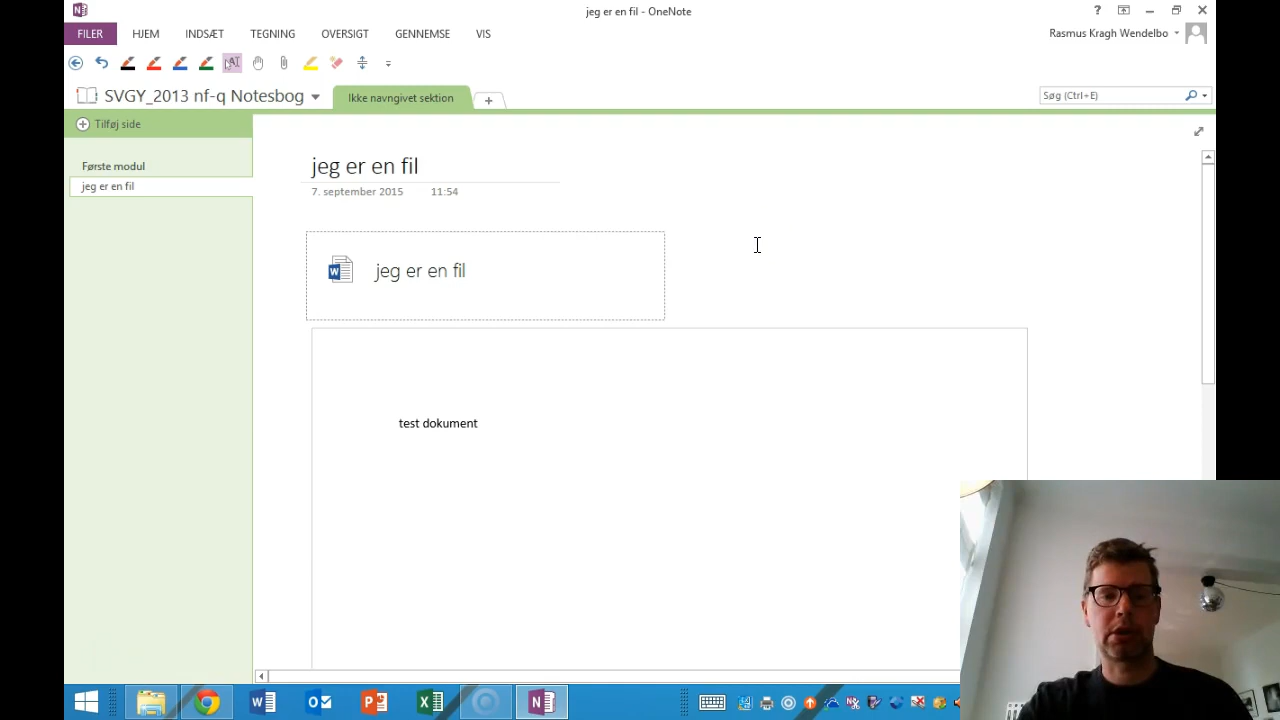 jeg er en fil - OneNote
FILER HJEM INDSÆT TEGNING OVERSIGT GENNEMSE VIS
Rasmus Kragh Wendelbo
SVGY_2013 nf-q Notesbog
Ikke navngivet sektion
Søg (Ctrl+E)
Tilføj side
Første modul
jeg er en fil
jeg er en fil
7. september 2015 11:54
jeg er en fil
test dokument